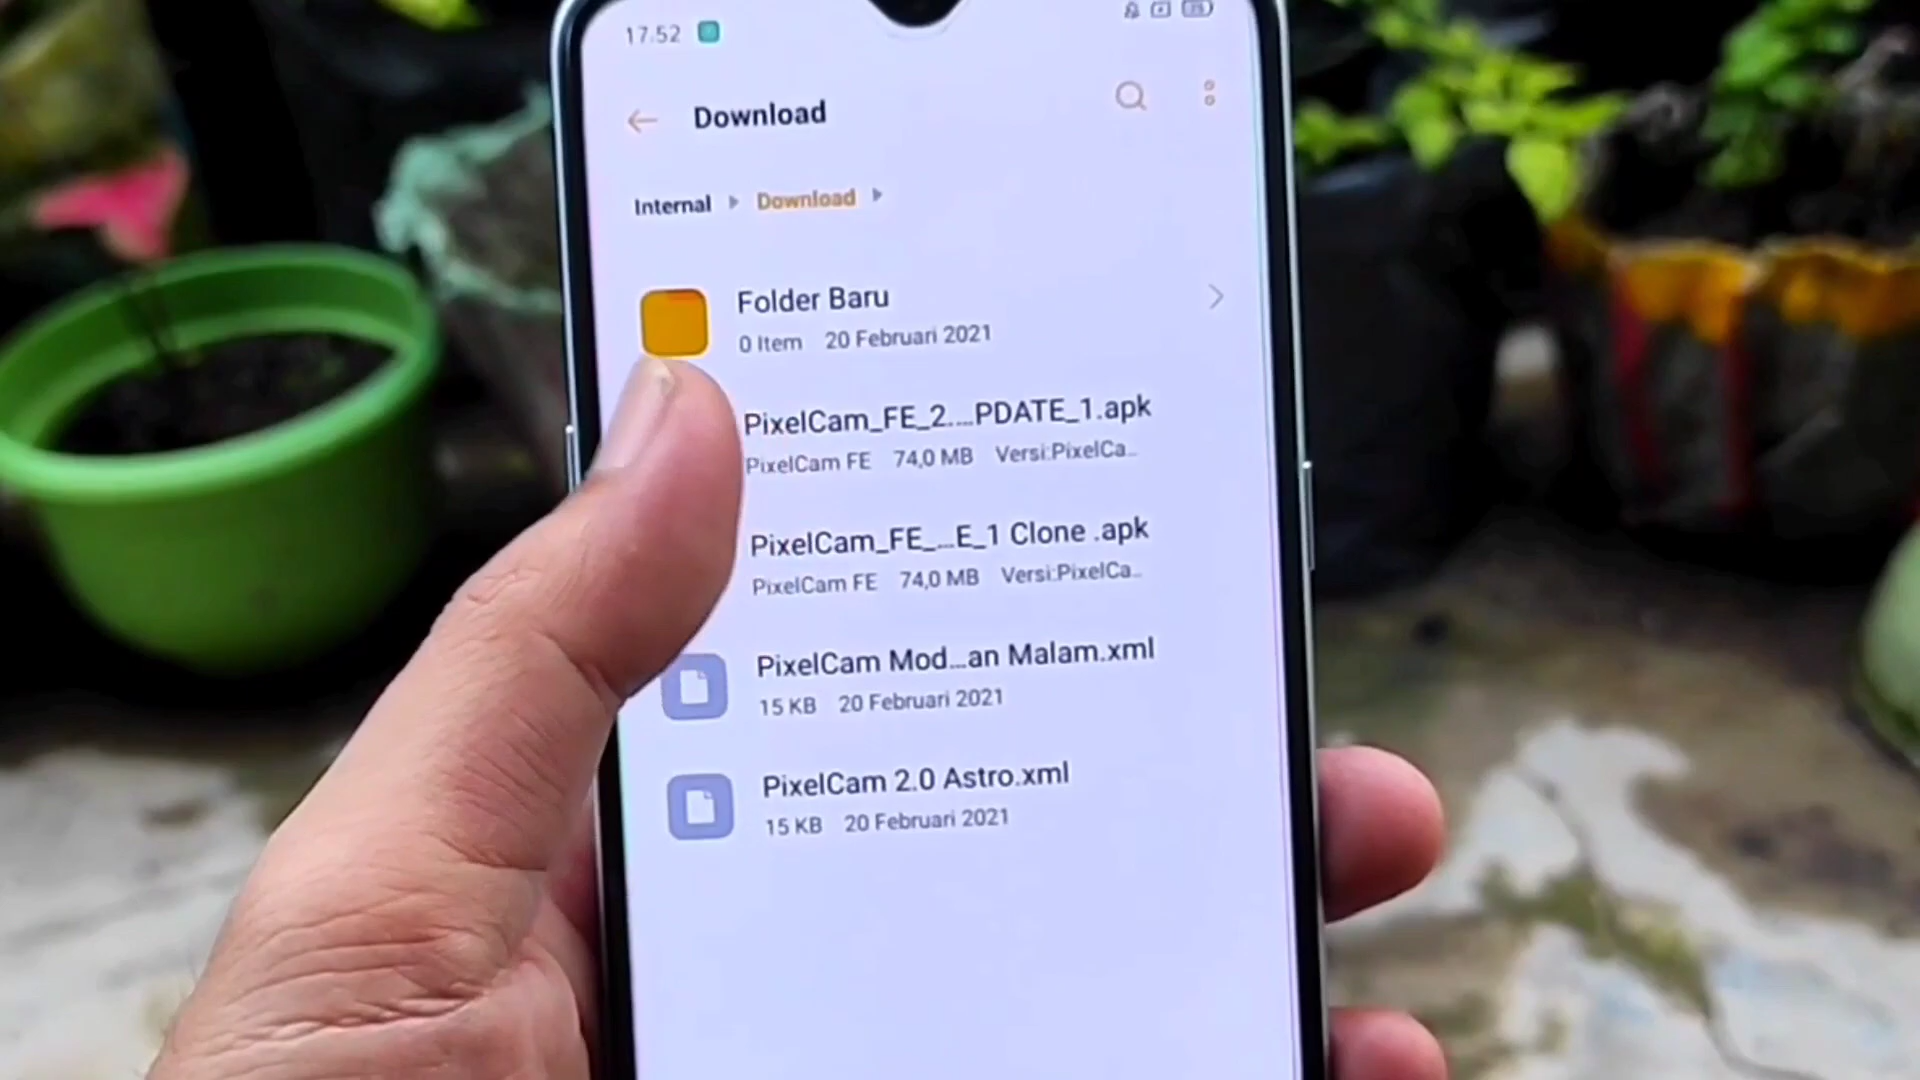 17.52
Download
Internal Download
Folder Baru
0 Item 20 Februari 2021
PixelCam_FE_2....PDATE_1.apk
PixelCam FE 74,0 MB Versi:PixelCa...
PixelCam_FE_...E_1 Clone .apk
PixelCam FE 74,0 MB Versi:PixelCa...
PixelCam Mod...an Malam.xml
15 KB 20 Februari 2021
PixelCam 2.0 Astro.xml
15 KB 20 Februari 2021